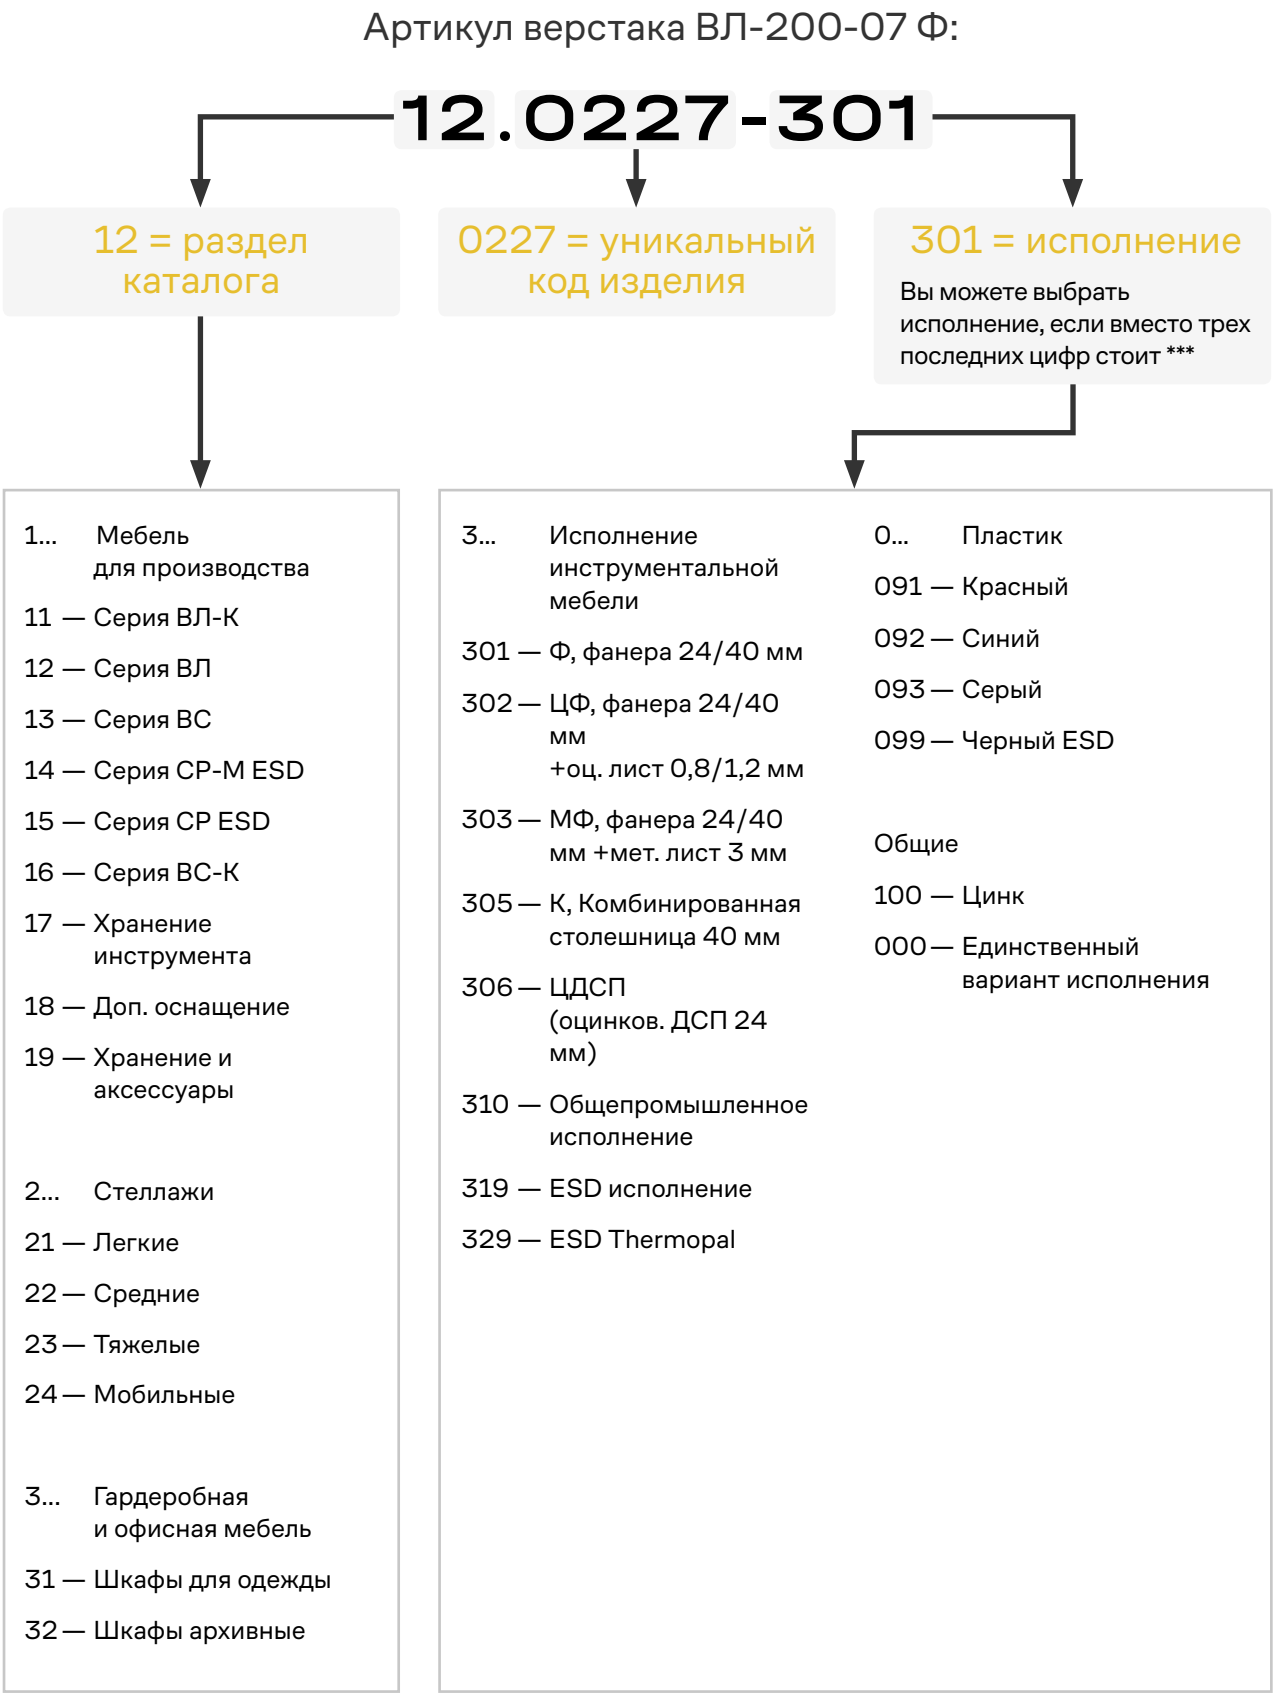 Артикул верстака ВЛ-200-07 Ф:
12.0227-301
12 = раздел
каталога
0227 = уникальный
код изделия
301 = исполнение
Вы можете выбрать
исполнение, если вместо трех
последних цифр стоит ***
1... Мебель
для производства
11 — Серия ВЛ-К
12 — Серия ВЛ
13 — Серия ВС
14 — Серия СР-М ESD
15 — Серия СР ESD
16 — Серия ВС-К
17 — Хранение
инструмента
18 — Доп. оснащение
19 — Хранение и
аксессуары
2... Стеллажи
21 — Легкие
22 — Средние
23 — Тяжелые
24 — Мобильные
3... Гардеробная
и офисная мебель
31 — Шкафы для одежды
32 — Шкафы архивные
3... Исполнение
инструментальной
мебели
301 — Ф, фанера 24/40 мм
302 — ЦФ, фанера 24/40
мм
+оц. лист 0,8/1,2 мм
303 — МФ, фанера 24/40
мм +мет. лист 3 мм
305 — К, Комбинированная
столешница 40 мм
306 — ЦДСП
(оцинков. ДСП 24
мм)
310 — Общепромышленное
исполнение
319 — ESD исполнение
329 — ESD Thermopal
0... Пластик
091 — Красный
092 — Синий
093 — Серый
099 — Черный ESD
Общие
100 — Цинк
000 — Единственный
вариант исполнения